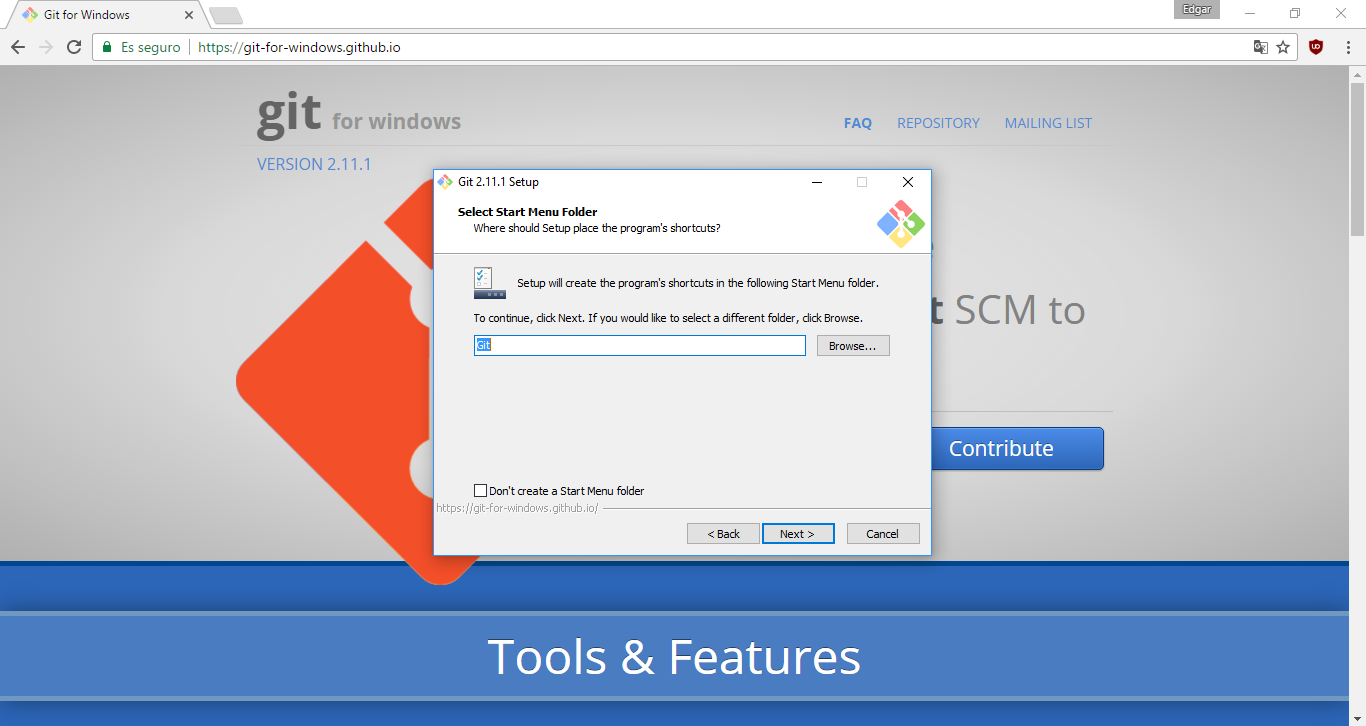 Git for Windows
Edgar
Es seguro
https://git-for-windows.github.io
git for windows
FAQ
REPOSITORY
MAILING LIST
VERSION 2.11.1
Git 2.11.1 Setup
Select Start Menu Folder
Where should Setup place the program's shortcuts?
Setup will create the program's shortcuts in the following Start Menu folder.
To continue, click Next. If you would like to select a different folder, click Browse.
Git
Browse...
SCM to
Contribute
Don't create a Start Menu folder
https://git-for-windows.github.io/
< Back
Next >
Cancel
Tools & Features